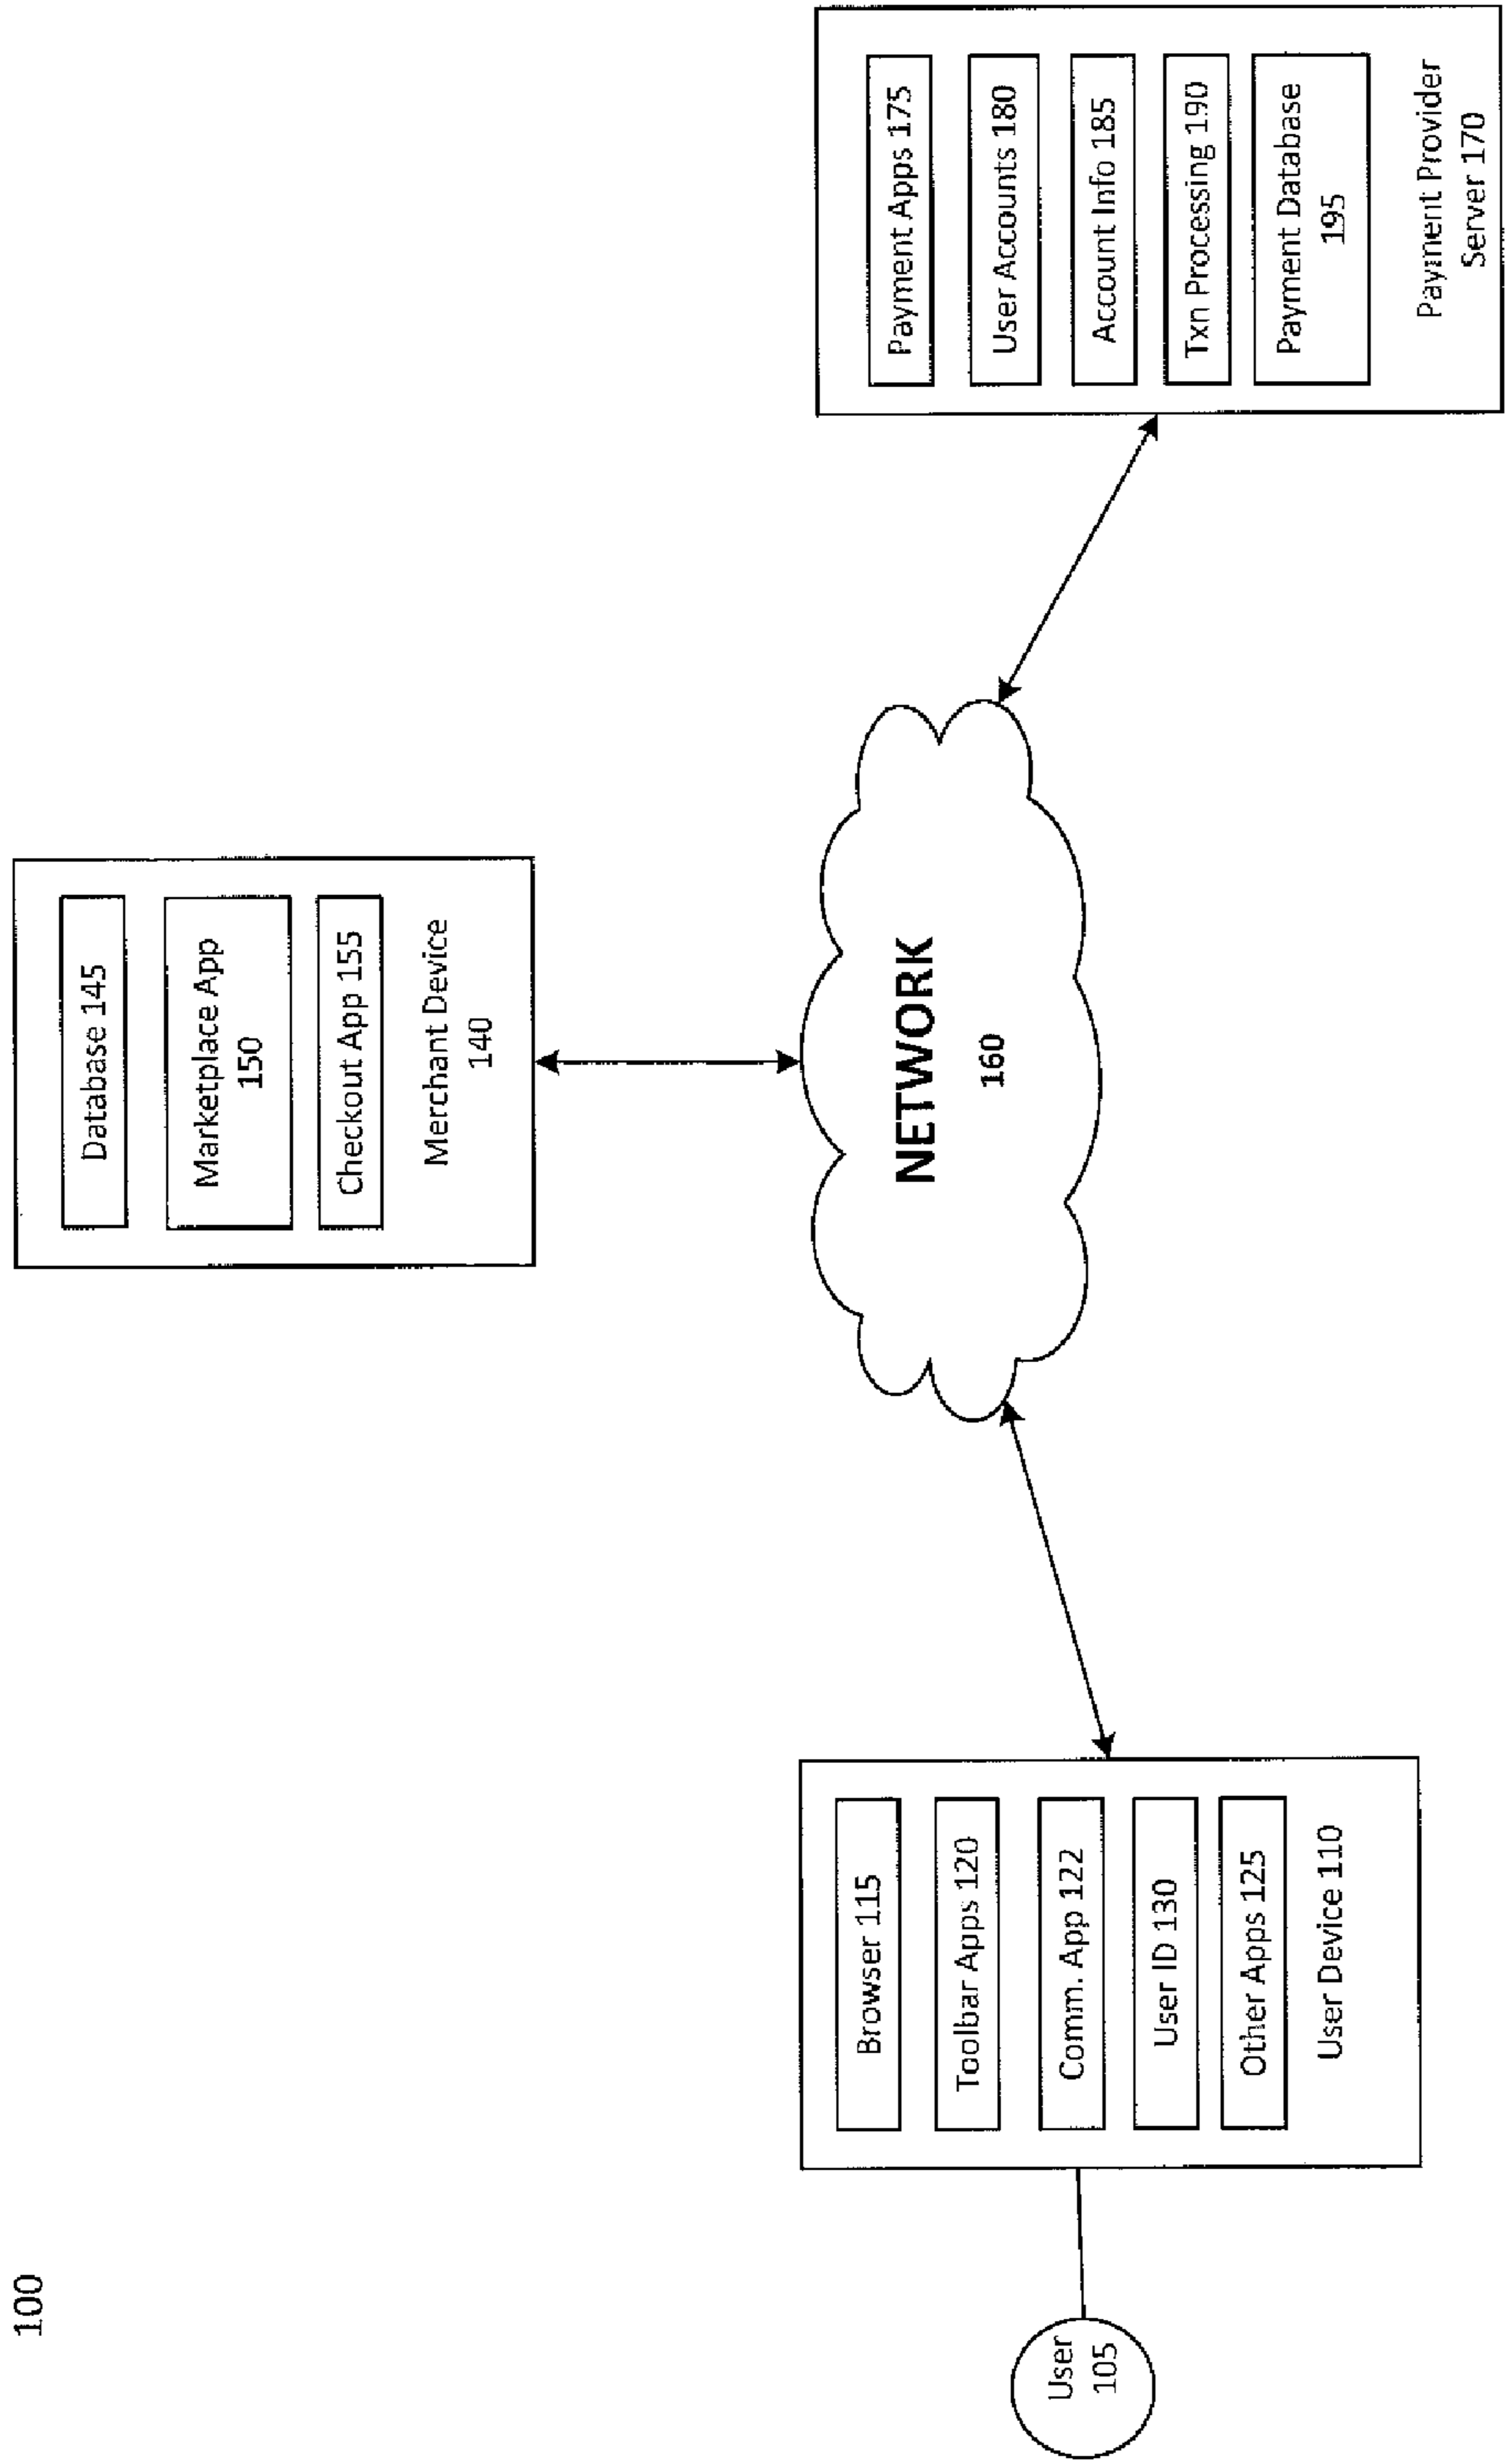 100
Database 145
Marketplace App
150
Checkout App 155
Merchant Device
140
User
105
Browser 115
Toolbar Apps 120
Comm. App 122
User ID 130
Other Apps 125
User Device 110
NETWORK
160
Payment Apps 175
User Accounts 180
Account Info 185
Txn Processing 190
Payment Database
195
Payment Provider
Server 170